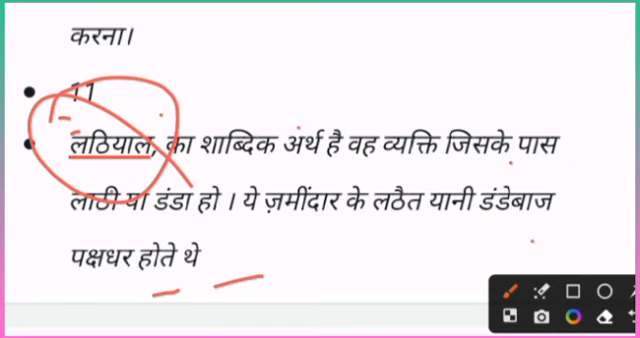 करना।
11
लठियाल, का शाब्दिक अर्थ है वह व्यक्ति जिसके पास
लाठी या डंडा हो । ये ज़मींदार के लठैत यानी डंडेबाज
पक्षधर होते थे